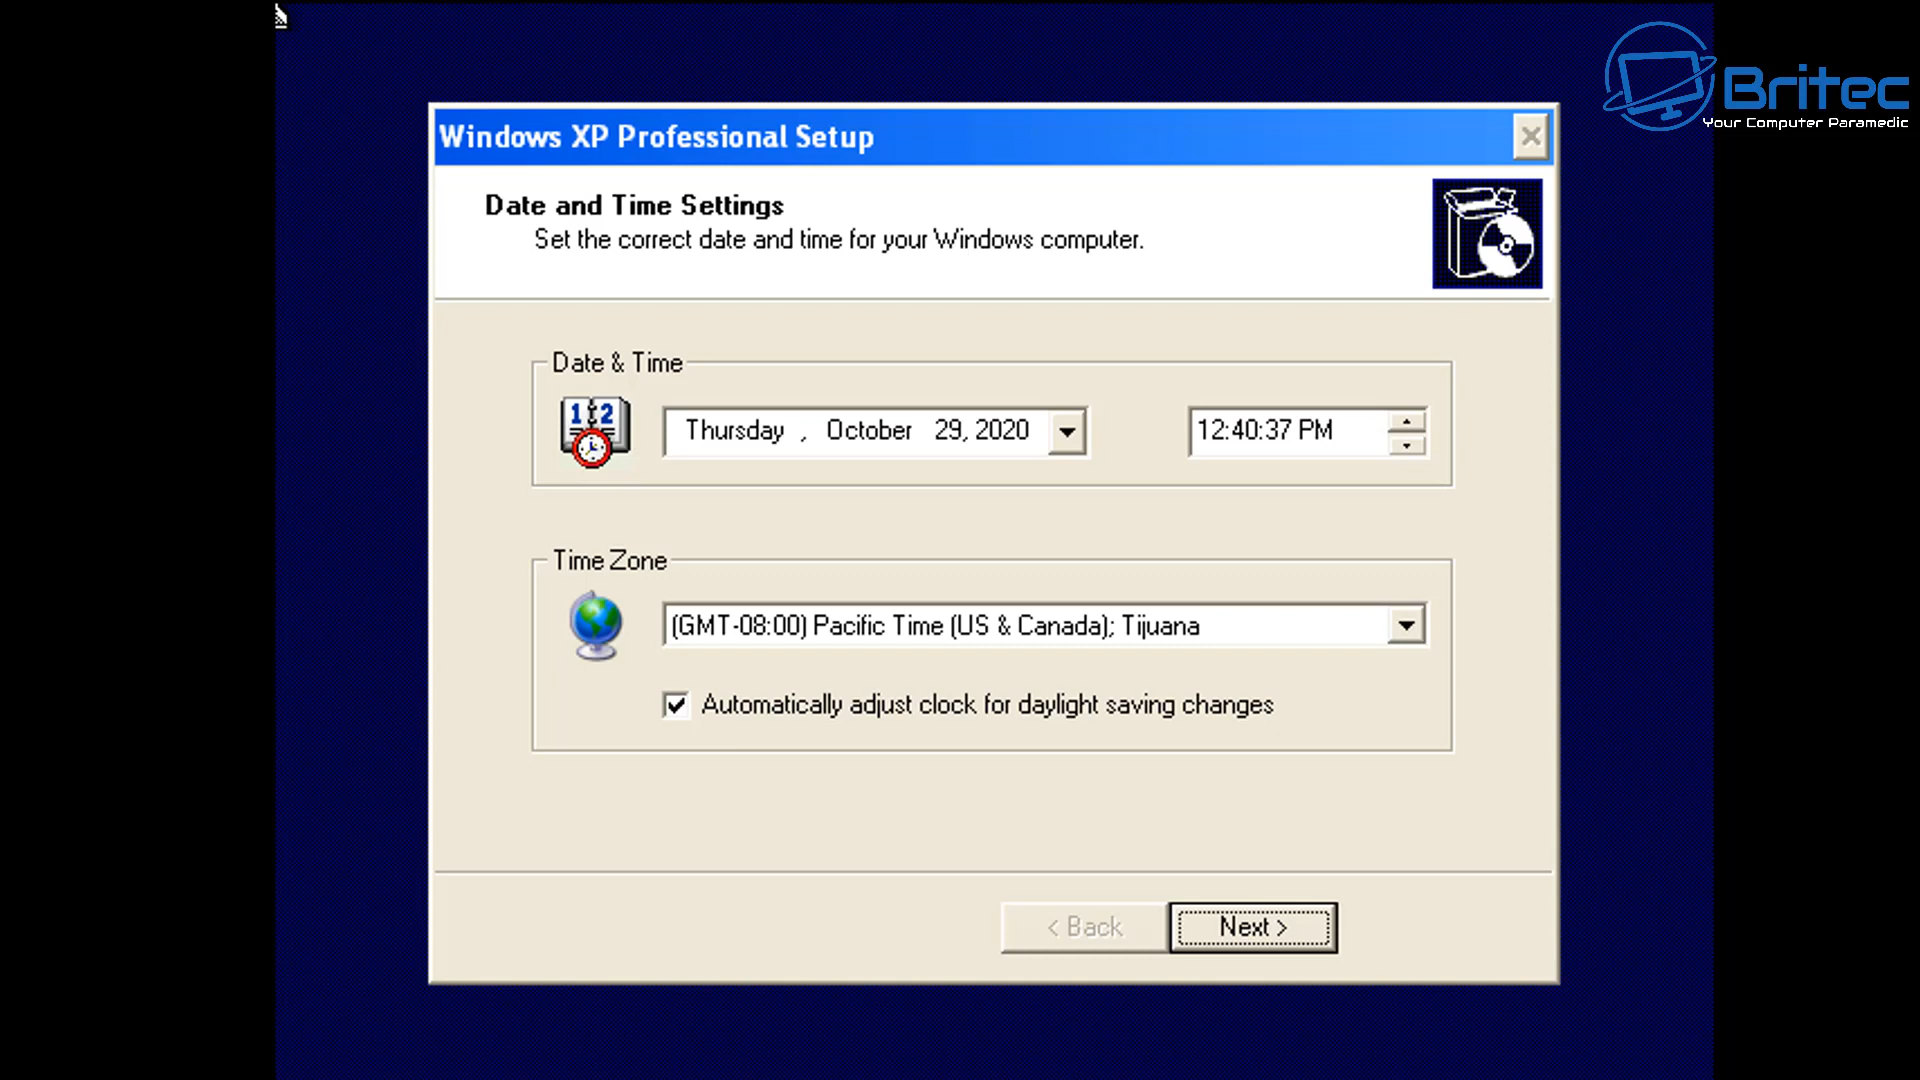 Britec
Your Computer Paramedic
Windows XP Professional Setup
Date and Time Settings
Set the correct date and time for your Windows computer.
Date & Time
12
Thursday , October 29, 2020
12:40:37 PM
Time Zone
(GMT-08:00) Pacific Time (US & Canada); Tijuana
Automatically adjust clock for daylight saving changes
< Back
Next >